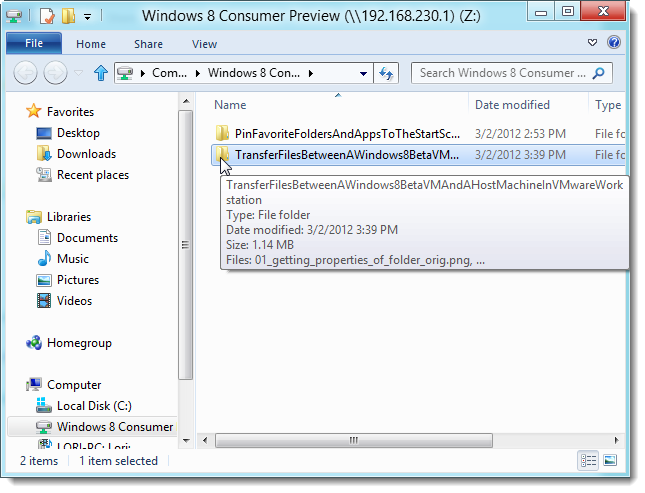 Windows 8 Consumer Preview (\\192.168.230.1) (Z:)
File Home Share View
Com... Windows 8 Con... Search Windows 8 Consumer ...
Name Date modified Type
Favorites
Desktop
Downloads
Recent places
Libraries
Documents
Music
Pictures
Videos
Homegroup
Computer
Local Disk (C:)
Windows 8 Consumer
LORI-PC: Lori:
PinFavoriteFoldersAndAppsToTheStartSc... 3/2/2012 2:53 PM File fo
TransferFilesBetweenAWindows8BetaVM... 3/2/2012 3:39 PM File fo
TransferFilesBetweenAWindows8BetaVMAndAHostMachineInVMwareWork
station
Type: File folder
Date modified: 3/2/2012 3:39 PM
Size: 1.14 MB
Files: 01_getting_properties_of_folder_orig.png, ...
2 items 1 item selected